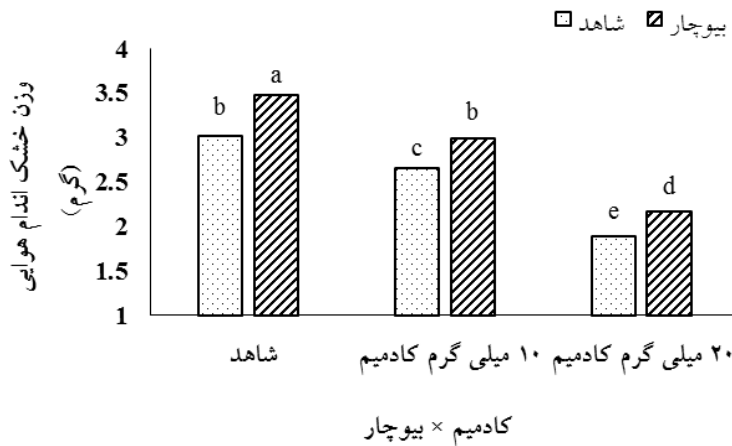 شاهد بیوچار
وزن خشک اندام هوایی
(گرم)
4
3.5
3
2.5
2
1.5
1
b a c b e d
شاهد ۱۰ میلی گرم کادمیم ۲۰ میلی گرم کادمیم
کادمیم × بیوچار